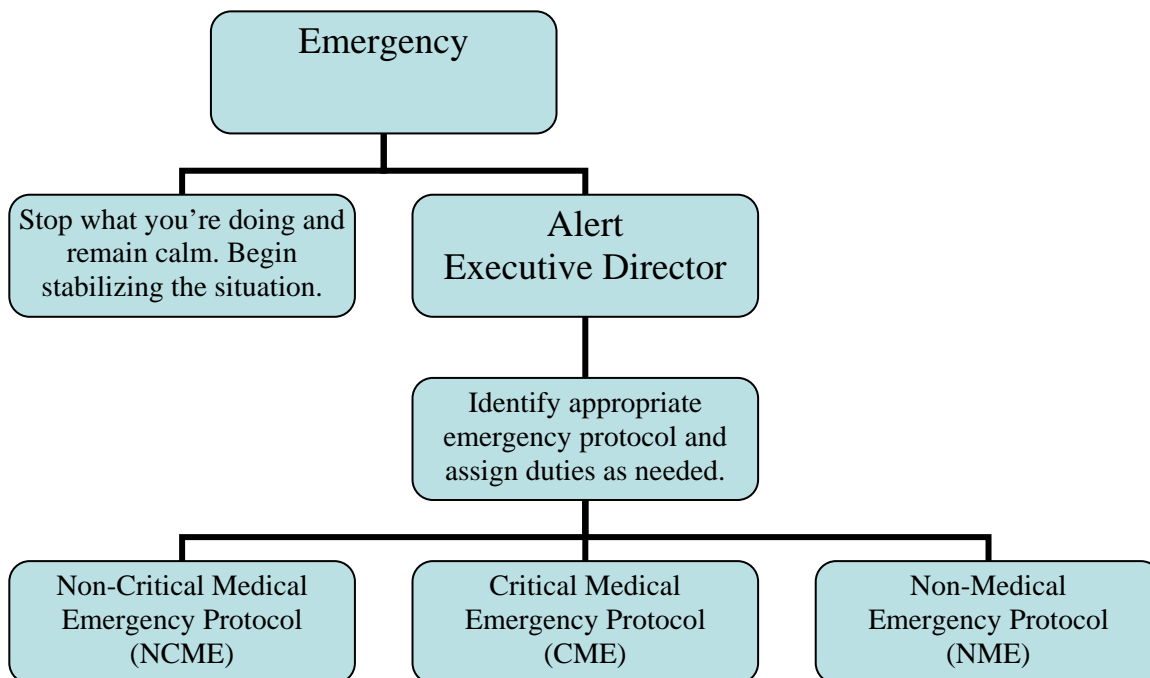 Emergency
Stop what you’re doing and
remain calm. Begin
stabilizing the situation.
Alert
Executive Director
Identify appropriate
emergency protocol and
assign duties as needed.
Non-Critical Medical
Emergency Protocol
(NCME)
Critical Medical
Emergency Protocol
(CME)
Non-Medical
Emergency Protocol
(NME)